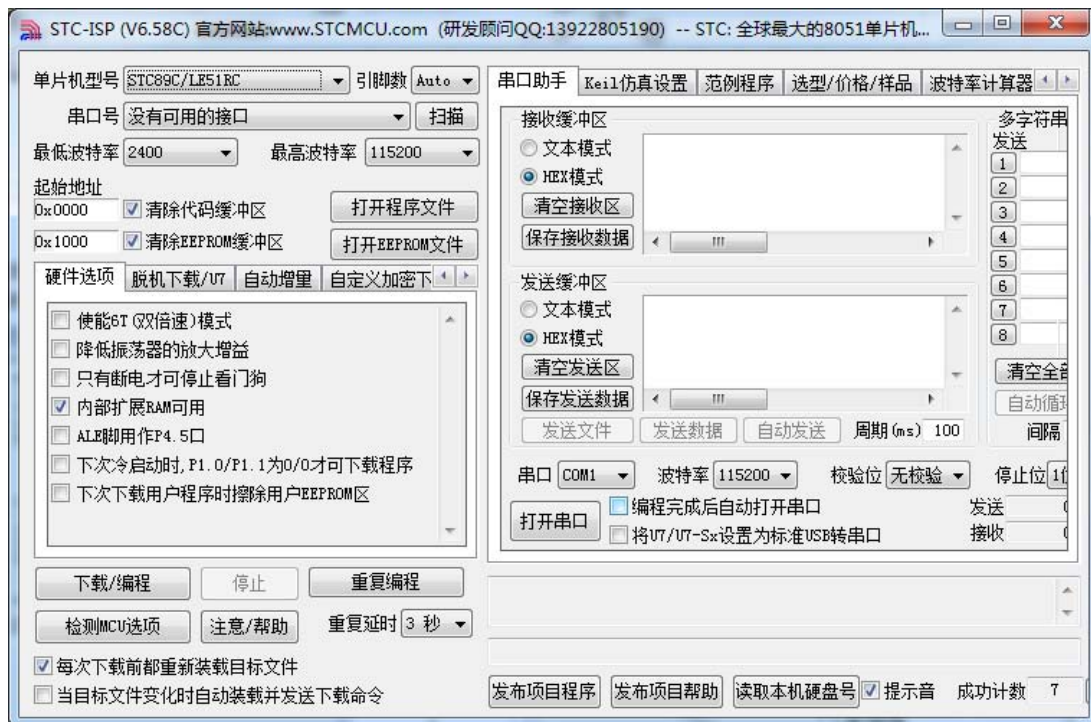 STC-ISP (V6.58C) 官方网站:www.STCMCU.com (研发顾问QQ:13922805190) -- STC: 全球最大的8051单片机...
单片机型号 STC89C/LE51RC 引脚数 Auto
串口号 没有可用的接口 扫描
最低波特率 2400 最高波特率 115200
起始地址
0x0000 清除代码缓冲区 打开程序文件
0x1000 清除EEPROM缓冲区 打开EEPROM文件
硬件选项 脱机下载/U7 自动增量 自定义加密下
使能6T(双倍速)模式
降低振荡器的放大增益
只有断电才可停止看门狗
内部扩展RAM可用
ALE脚用作P4.5口
下次冷启动时,P1.0/P1.1为0/0才可下载程序
下次下载用户程序时擦除用户EEPROM区
下载/编程 停止 重复编程
检测MCU选项 注意/帮助 重复延时 3 秒
每次下载前都重新装载目标文件
当目标文件变化时自动装载并发送下载命令
串口助手 Keil仿真设置 范例程序 选型/价格/样品 波特率计算器
接收缓冲区
文本模式
HEX模式
清空接收区
保存接收数据
发送缓冲区
文本模式
HEX模式
清空发送区
保存发送数据
发送文件 发送数据 自动发送 周期(ms) 100
多字符串
发送
1
2
3
4
5
6
7
8
清空全部
自动循环
间隔
串口 COM1 波特率 115200 校验位 无校验 停止位 1位
打开串口 编程完成后自动打开串口 发送 0
将U7/U7-Sx设置为标准USB转串口 接收 0
发布项目程序 发布项目帮助 读取本机硬盘号 提示音 成功计数 7